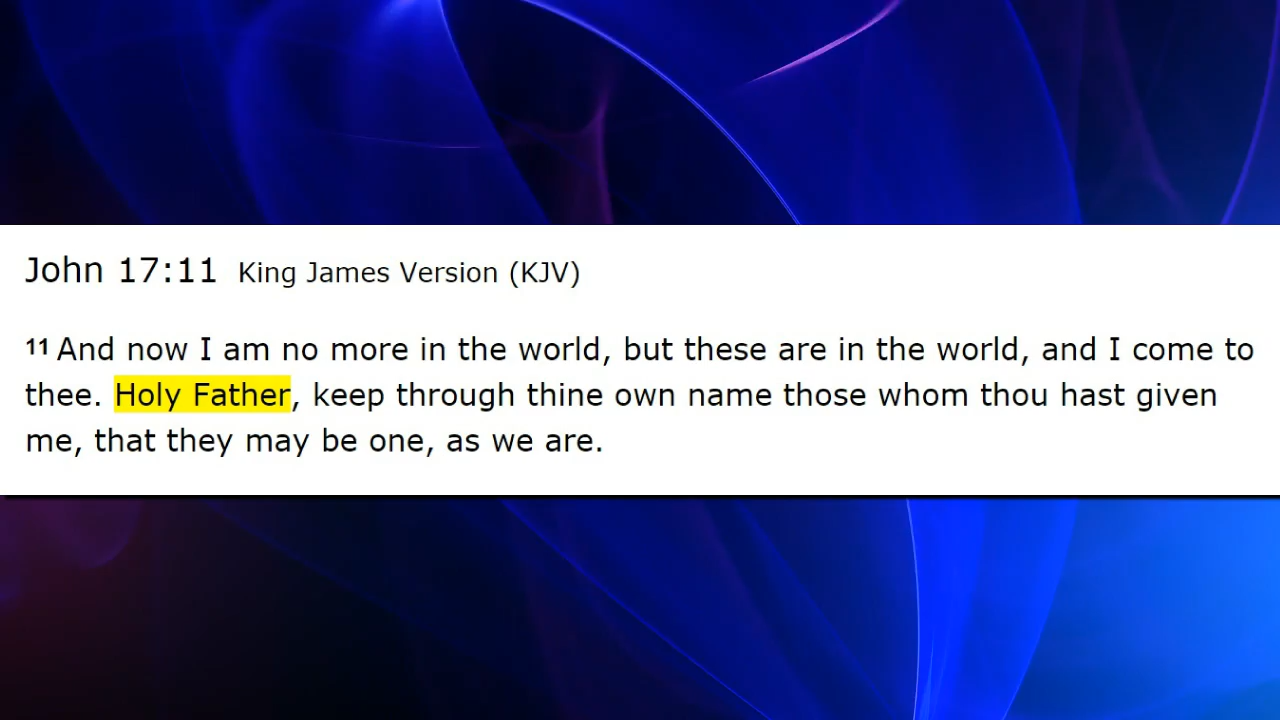 John 17:11 King James Version (KJV)
11 And now I am no more in the world, but these are in the world, and I come to
thee. Holy Father, keep through thine own name those whom thou hast given
me, that they may be one, as we are.